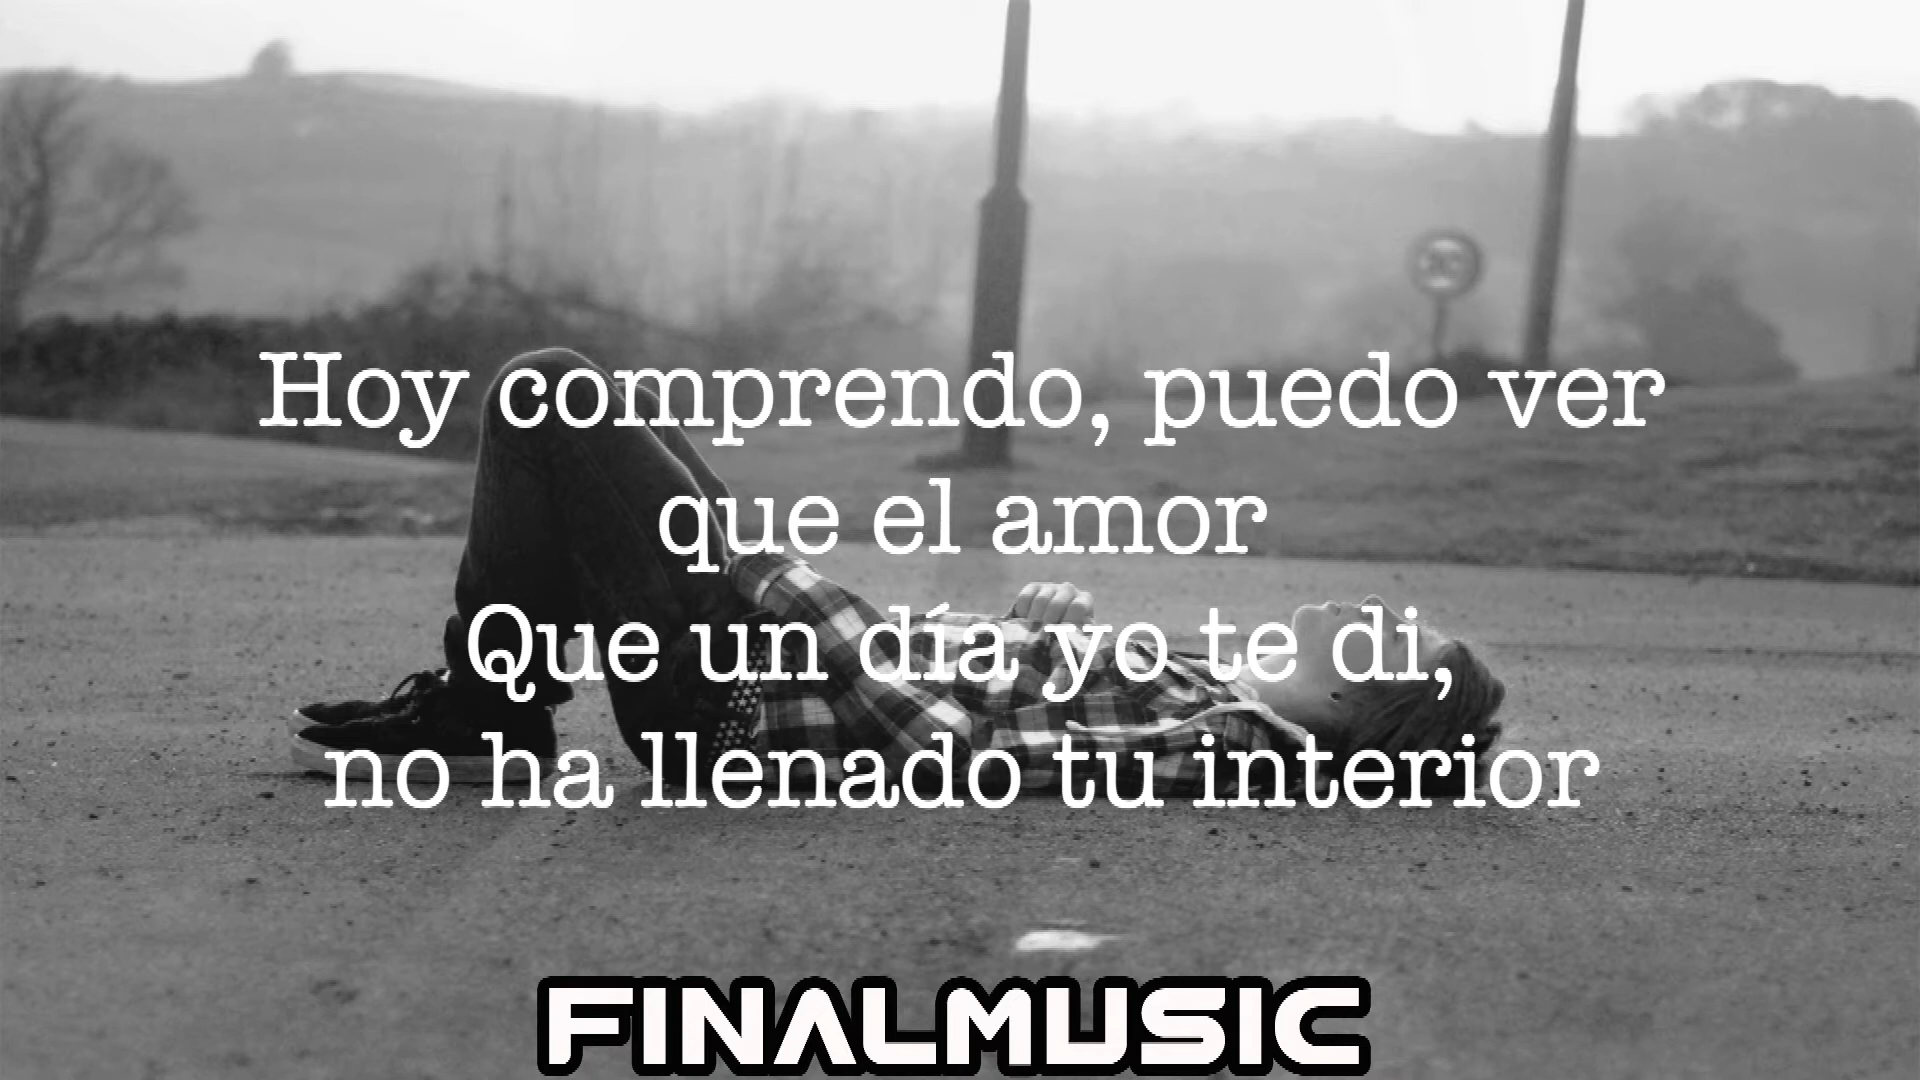 Hoy comprendo, puedo ver
que el amor
Que un día yo te di,
no ha llenado tu interior
FINALMUSIC